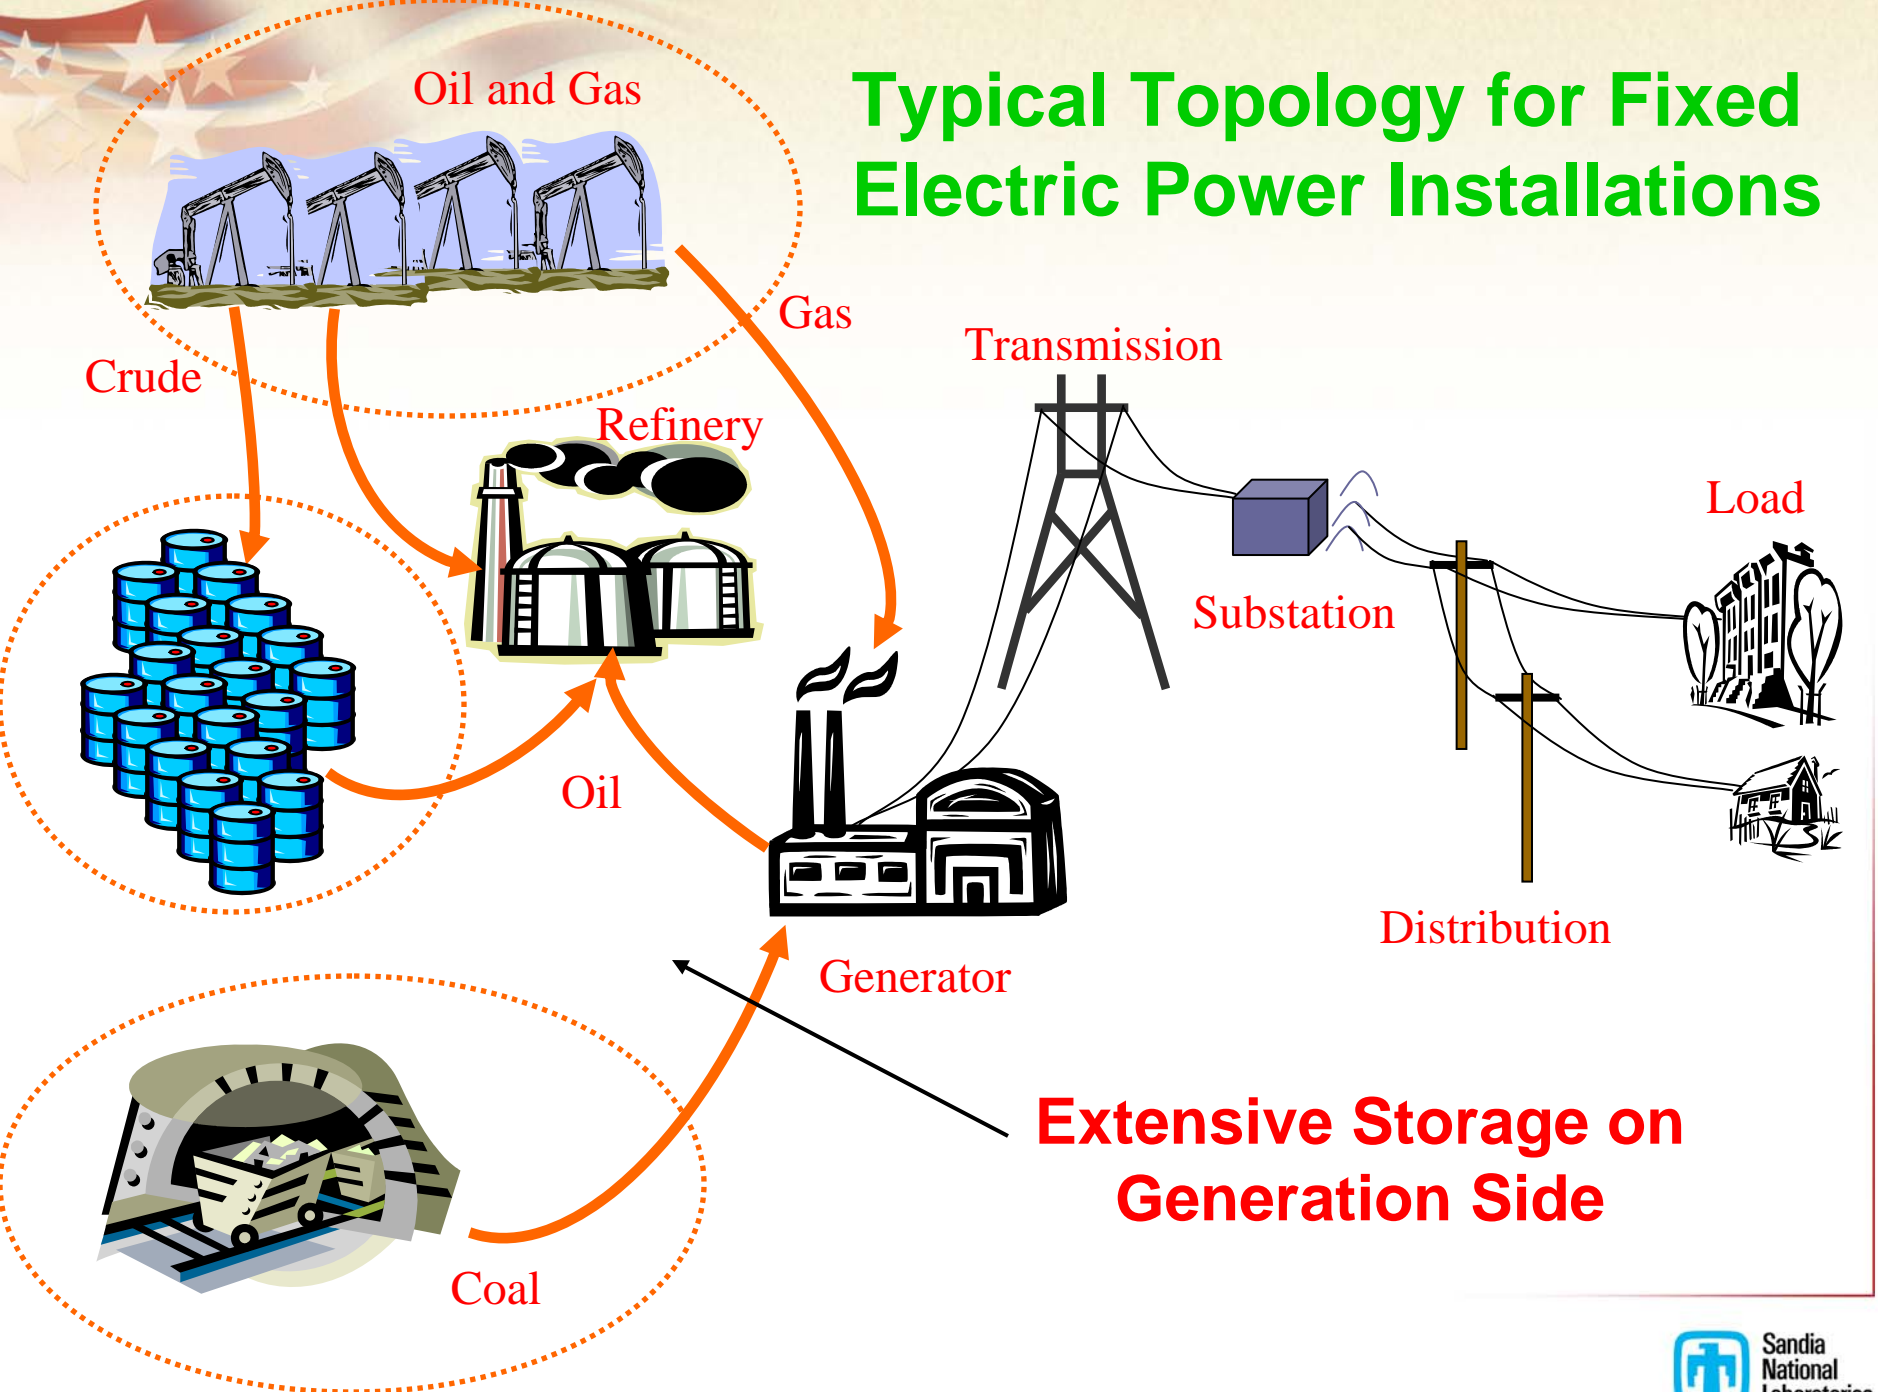 Typical Topology for Fixed
Electric Power Installations
Oil and Gas
Gas
Crude
Transmission
Refinery
Load
Substation
Oil
Distribution
Generator
Extensive Storage on
Generation Side
Coal
Sandia
National
Laboratories